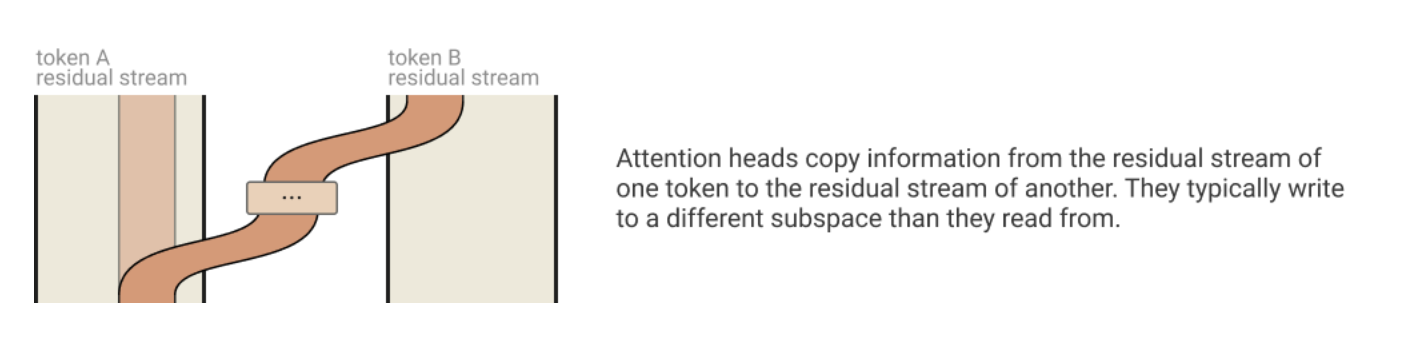 token A
residual stream
token B
residual stream
...
Attention heads copy information from the residual stream of
one token to the residual stream of another. They typically write
to a different subspace than they read from.